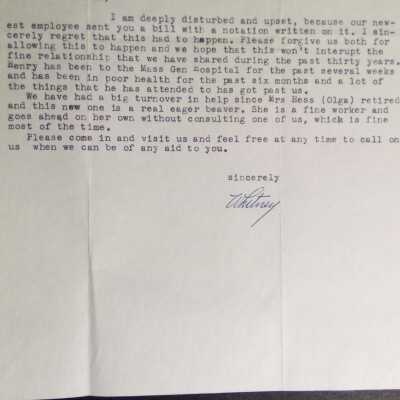 I am deeply disturbed and upset, because our new-
est employee sent you a bill with a notation written on it. I sin-
cerely regret that this had to happen. Please forgive us both for
allowing this to happen and we hope that this won't interupt the
fine relationship that we have shared during the past thirty years.
Henry has been to the Mass Gen Hospital for the past several weeks
and has been in poor health for the past six months and a lot of
the things that he has attended to has got past us.
We have had a big turnover in help since Mrs Hess (Olga) retired
and this new one is a real eager beaver. She is a fine worker and
goes ahead on her own without consulting one of us, which is fine
most of the time.
Please come in and visit us and feel free at any time to call on
us when we can be of any aid to you.
sincerely
Whitney